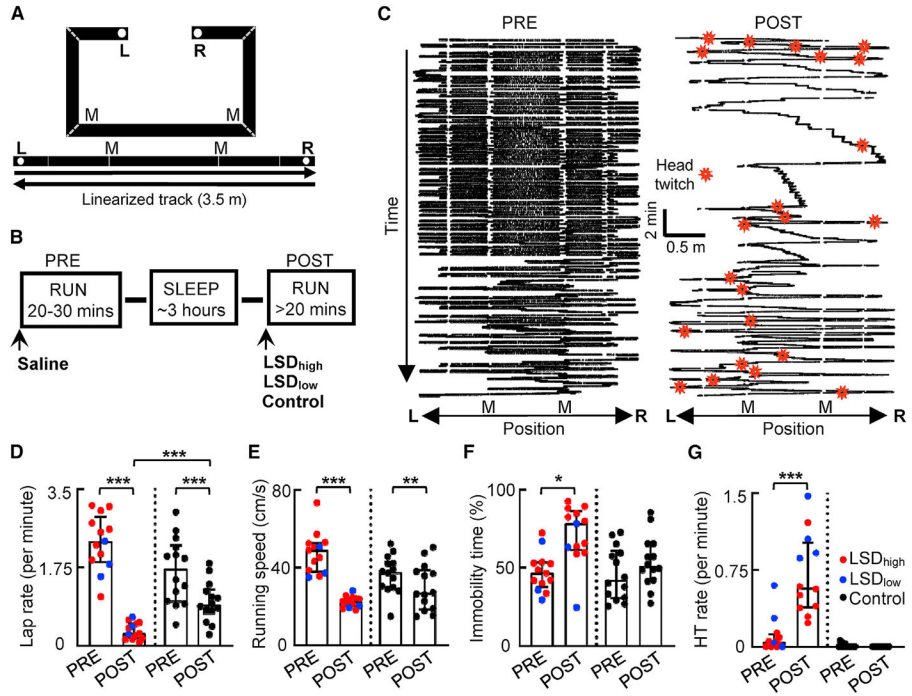 A
L
R
M
M
L
M
M
R
Linearized track (3.5 m)
B
PRE
POST
RUN
20-30 mins
SLEEP
~3 hours
RUN
>20 mins
Saline
LSDhigh
LSDlow
Control
C
PRE
POST
Time
Head
twitch
2 min
0.5 m
L
M
M
R
Position
M
M
R
Position
D
Lap rate (per minute)
3.5
1.75
0
***
***
***
PRE
POST
PRE
POST
E
Running speed (cm/s)
80
40
0
***
**
PRE
POST
PRE
POST
F
Immobility time (%)
100
50
0
*
PRE
POST
PRE
POST
G
HT rate (per minute)
1.5
0.75
0
***
LSDhigh
LSDlow
Control
PRE
POST
PRE
POST